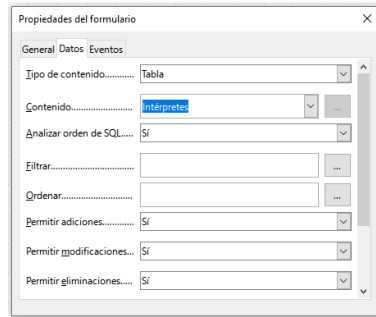 Propiedades del formulario
General Datos Eventos
Tipo de contenido............ Tabla
Contenido.......................... Intérpretes ...
Analizar orden de SQL..... Sí
Filtrar.................................. ...
Ordenar............................... ...
Permitir adiciones............. Sí
Permitir modificaciones... Sí
Permitir eliminaciones..... Sí